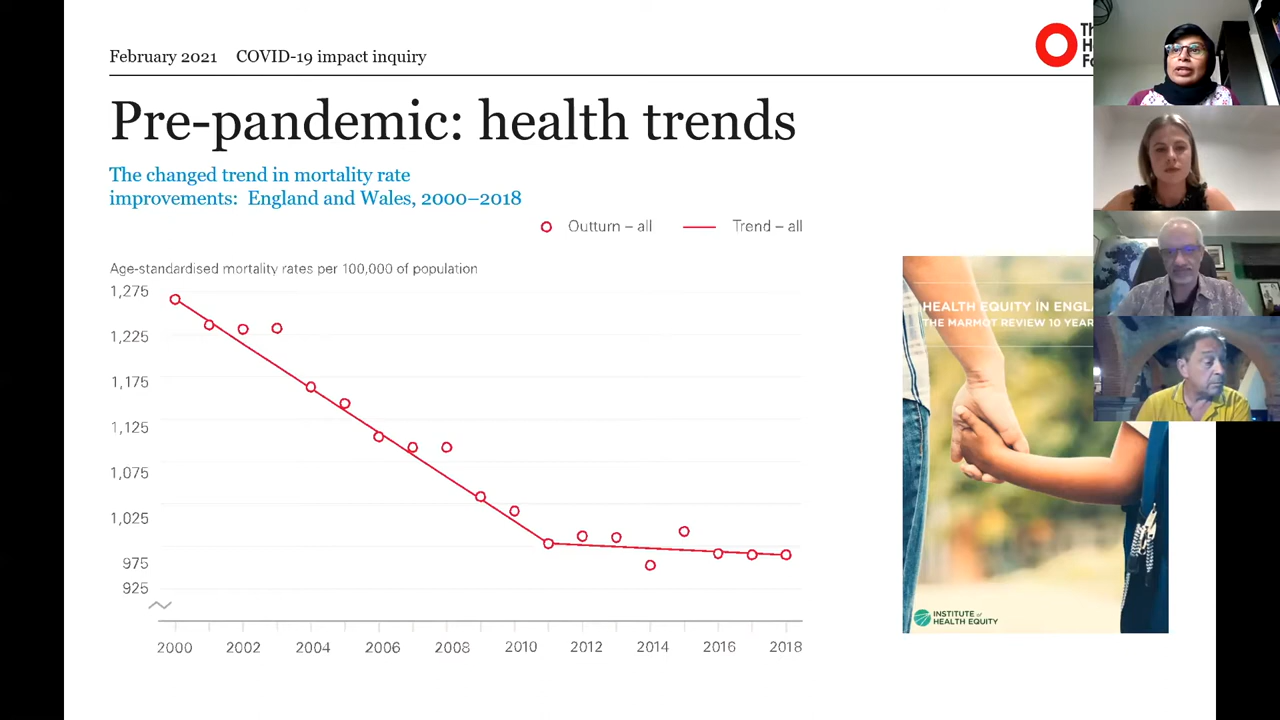 February 2021 COVID-19 impact inquiry
Pre-pandemic: health trends
The changed trend in mortality rate
improvements: England and Wales, 2000–2018
Outturn – all Trend – all
Age-standardised mortality rates per 100,000 of population
1,275
1,225
1,175
1,125
1,075
1,025
975
925
2000 2002 2004 2006 2008 2010 2012 2014 2016 2018
HEALTH EQUITY IN
THE MARMOT REVIEW 10 YEAR
INSTITUTE of
HEALTH EQUITY